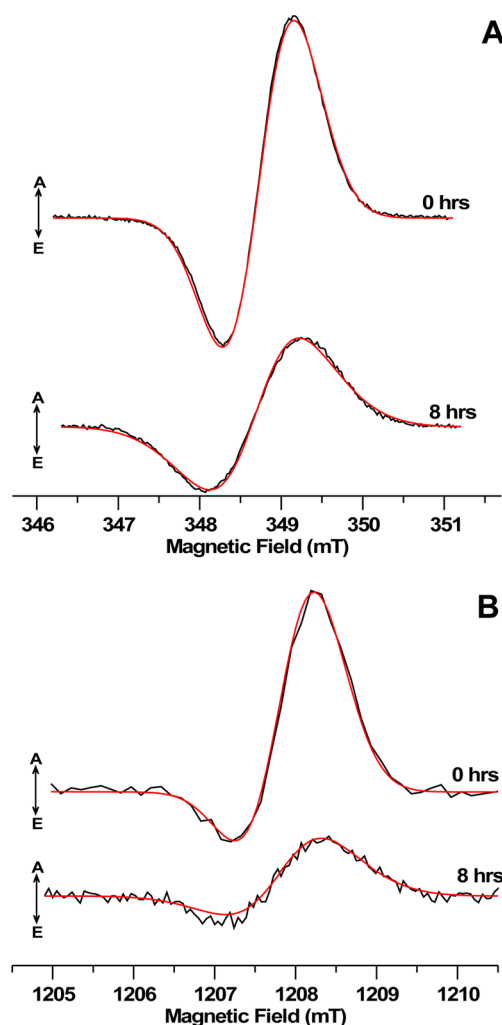 A
A
0 hrs
E
A
8 hrs
E
346 347 348 349 350 351
Magnetic Field (mT)
B
A
0 hrs
E
A
8 hrs
E
1205 1206 1207 1208 1209 1210
Magnetic Field (mT)